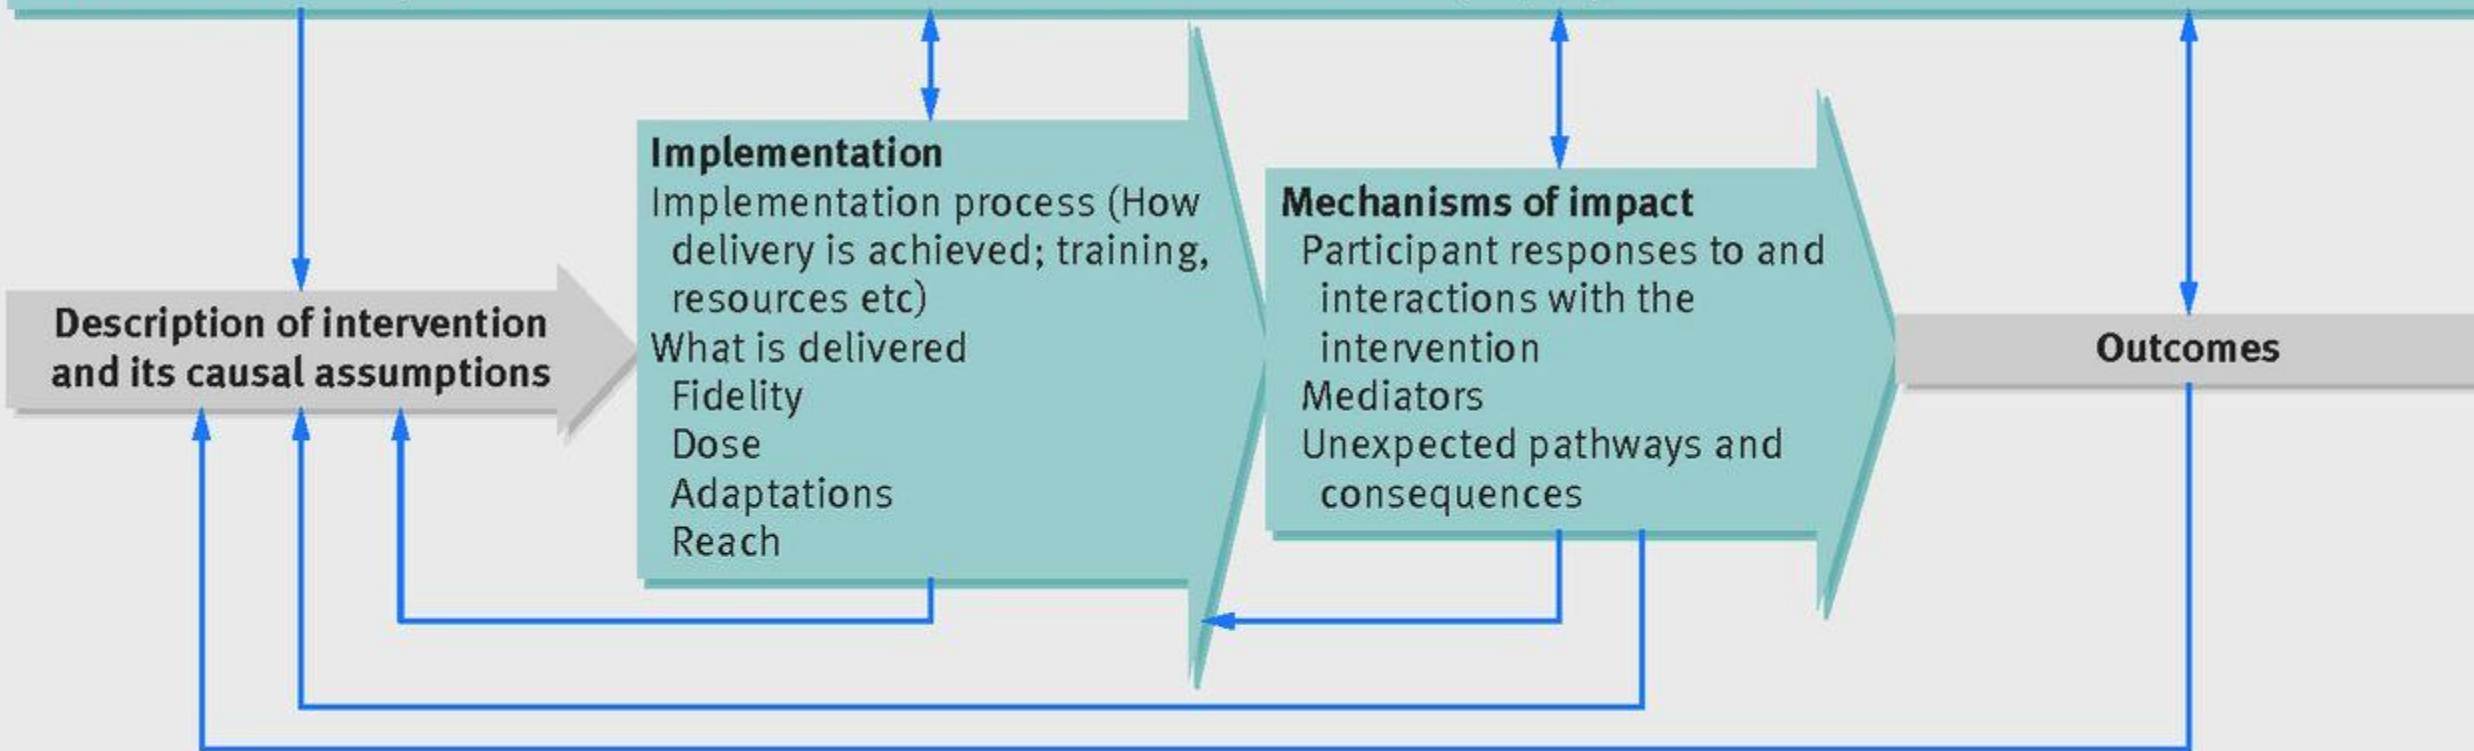 Description of intervention
and its causal assumptions
Implementation
Implementation process (How
delivery is achieved; training,
resources etc)
What is delivered
Fidelity
Dose
Adaptations
Reach
Mechanisms of impact
Participant responses to and
interactions with the
intervention
Mediators
Unexpected pathways and
consequences
Outcomes